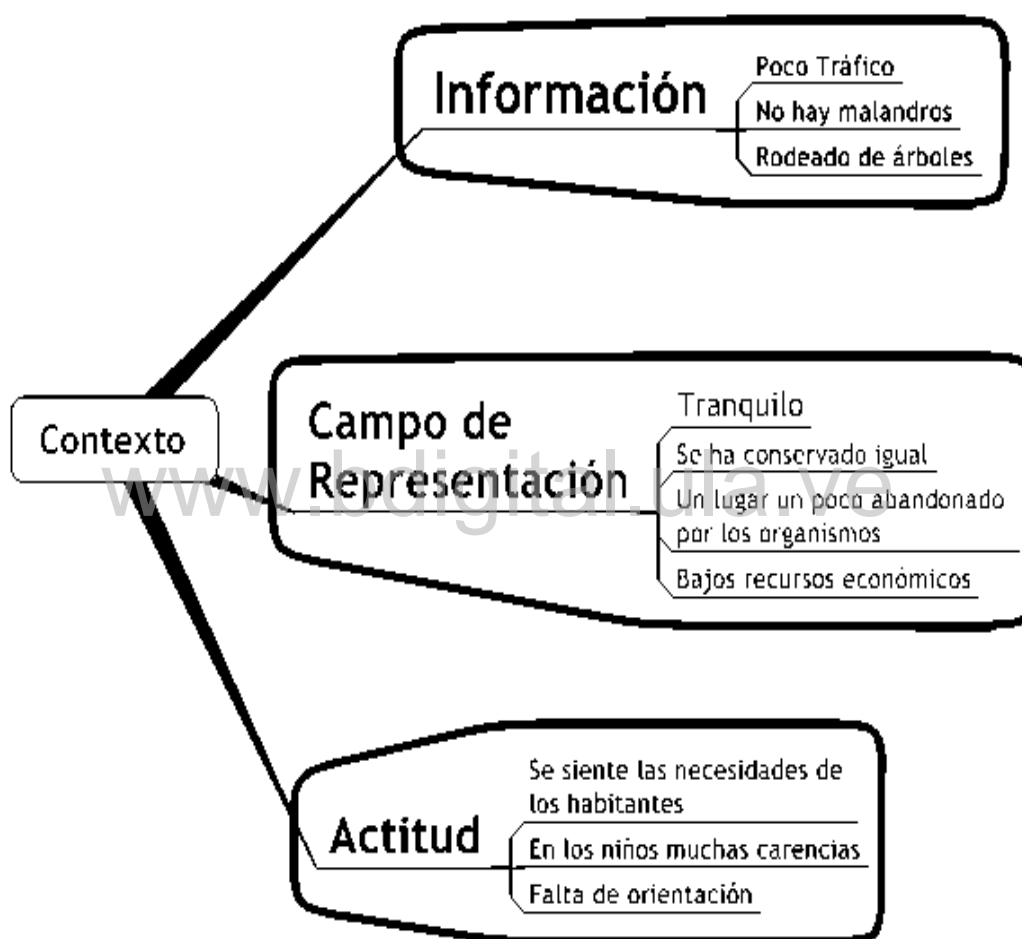 Información
Poco Tráfico
No hay malandros
Rodeado de árboles
Contexto
Campo de
Representación
Tranquilo
Se ha conservado igual
Un lugar un poco abandonado
por los organismos
Bajos recursos económicos
www.bdigital.ula.ve
Actitud
Se siente las necesidades de
los habitantes
En los niños muchas carencias
Falta de orientación